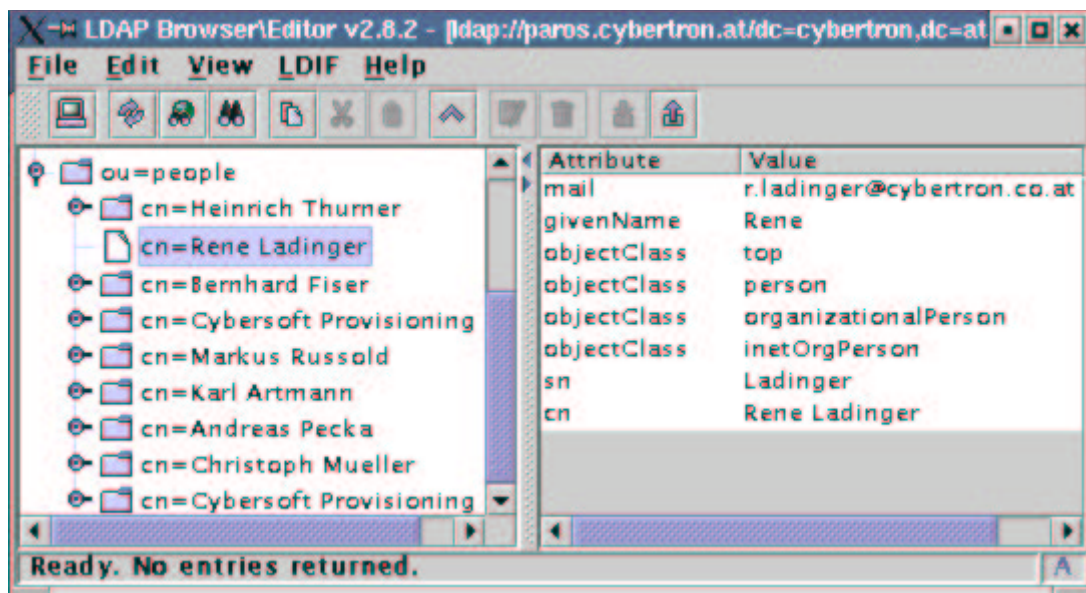 LDAP Browser\Editor v2.8.2 - [ldap://paros.cybertron.at/dc=cybertron,dc=at
File Edit View LDIF Help
ou=people
cn=Heinrich Thurner
cn=Rene Ladinger
cn=Bernhard Fiser
cn=Cybersoft Provisioning
cn=Markus Russold
cn=Karl Artmann
cn=Andreas Pecka
cn=Christoph Mueller
cn=Cybersoft Provisioning
Attribute Value
mail r.ladinger@cybertron.co.at
givenName Rene
objectClass top
objectClass person
objectClass organizationalPerson
objectClass inetOrgPerson
sn Ladinger
cn Rene Ladinger
Ready. No entries returned.
A